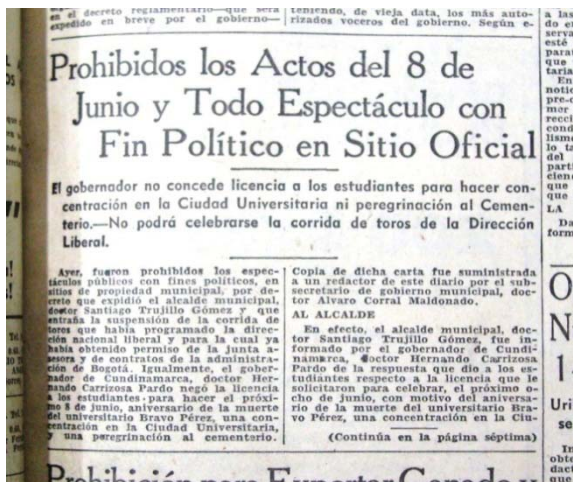 en el decreto reglamentario—que será
expedido en breve por el gobierno—
teniendo, de vieja data, los más auto-
rizados voceros del gobierno. Según e-
Prohibidos los Actos del 8 de
Junio y Todo Espectáculo con
Fin Político en Sitio Oficial
El gobernador no concede licencia a los estudiantes para hacer con-
centración en la Ciudad Universitaria ni peregrinación al Cemen-
terio.—No podrá celebrarse la corrida de toros de la Dirección
Liberal.
Ayer, fueron prohibidos los espec-
táculos públicos con fines políticos, en
sitios de propiedad municipal, por de-
creto que expidió el alcalde municipal,
doctor Santiago Trujillo Gómez y que
entraña la suspensión de la corrida de
toros que había programado la direc-
ción nacional liberal y para la cual ya
había obtenido permiso de la junta a-
sesora y de contratos de la administra-
ción de Bogotá. Igualmente, el gober-
nador de Cundinamarca, doctor Her-
nando Carrizosa Pardo negó la licencia
a los estudiantes para hacer el próxi-
mo 8 de junio, aniversario de la muerte
del universitario Bravo Pérez, una con-
centración en la Ciudad Universitaria,
y una peregrinación al cementerio.
Copia de dicha carta fue suministrada
a un redactor de este diario por el sub-
secretario de gobierno municipal, doc-
tor Alvaro Corral Maldonado.
AL ALCALDE
En efecto, el alcalde municipal, doc-
tor Santiago Trujillo Gómez, fue in-
formado por el gobernador de Cundi-
namarca, doctor Hernando Carrizosa
Pardo de la respuesta que dio a los es-
tudiantes respecto a la licencia que le
solicitaron para celebrar, el próximo o-
cho de junio, con motivo del aniversa-
rio de la muerte del universitario Bra-
vo Pérez, una concentración en la Ciu-
(Continúa en la página séptima)
Prohibición para Exportar Ganado y